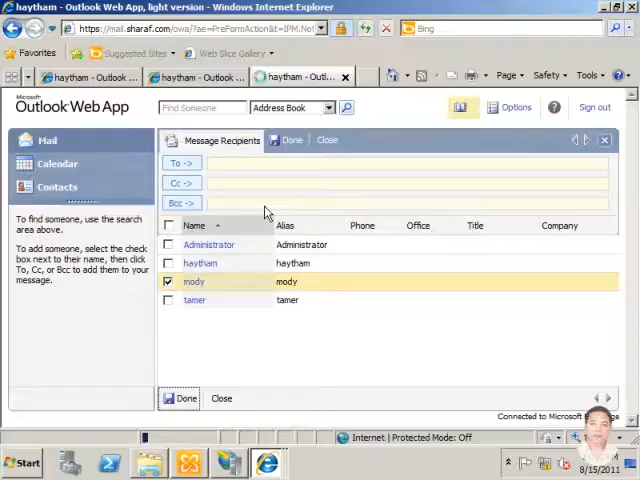 haytham - Outlook Web App, light version - Windows Internet Explorer
https://mail.sharaf.com/owa/?ae=PreFormAction&t=IPM.Not
Bing
Favorites
Suggested Sites
Web Slice Gallery
haytham - Outlook ...
haytham - Outlook ...
haytham - Outl...
Page
Safety
Tools
Microsoft
Outlook Web App
Find Someone
Address Book
Options
Sign out
Mail
Calendar
Contacts
To find someone, use the search
area above.
To add someone, select the check
box next to their name, then click
To, Cc, or Bcc to add them to your
message.
Message Recipients
Done
Close
To ->
Cc ->
Bcc ->
Name
Alias
Phone
Office
Title
Company
Administrator
Administrator
haytham
haytham
mody
mody
tamer
tamer
Done
Close
Connected to Microsoft
Internet | Protected Mode: Off
Start
8/15/2011